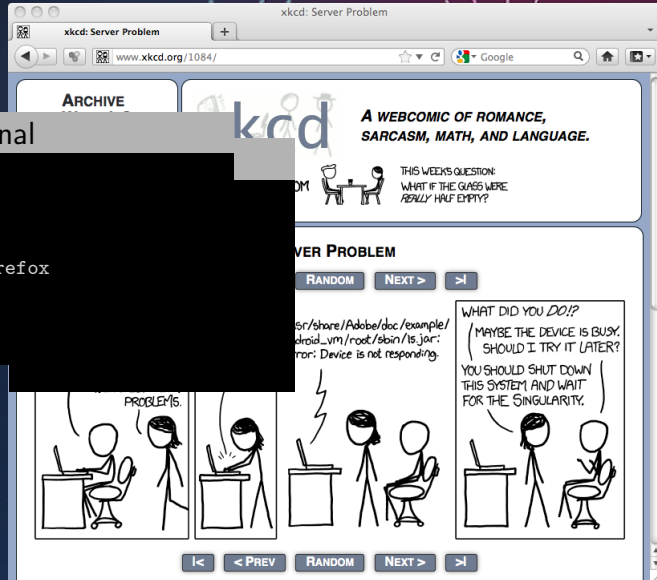 xkcd: Server Problem
xkcd: Server Problem
www.xkcd.org/1084/
Google
ARCHIVE
nal
kcd
A WEBCOMIC OF ROMANCE,
SARCASM, MATH, AND LANGUAGE.
OM
THIS WEEK'S QUESTION:
WHAT IF THE GLASS WERE
REALLY HALF EMPTY?
refox
VER PROBLEM
RANDOM
NEXT >
>|
sr/share/Adobe/doc/example/
droid_vm/root/sbin/ls.jar:
ror: Device is not responding.
PROBLEMS.
WHAT DID YOU DO!?
MAYBE THE DEVICE IS BUSY.
SHOULD I TRY IT LATER?
YOU SHOULD SHUT DOWN
THIS SYSTEM AND WAIT
FOR THE SINGULARITY.
|<
< PREV
RANDOM
NEXT >
>|